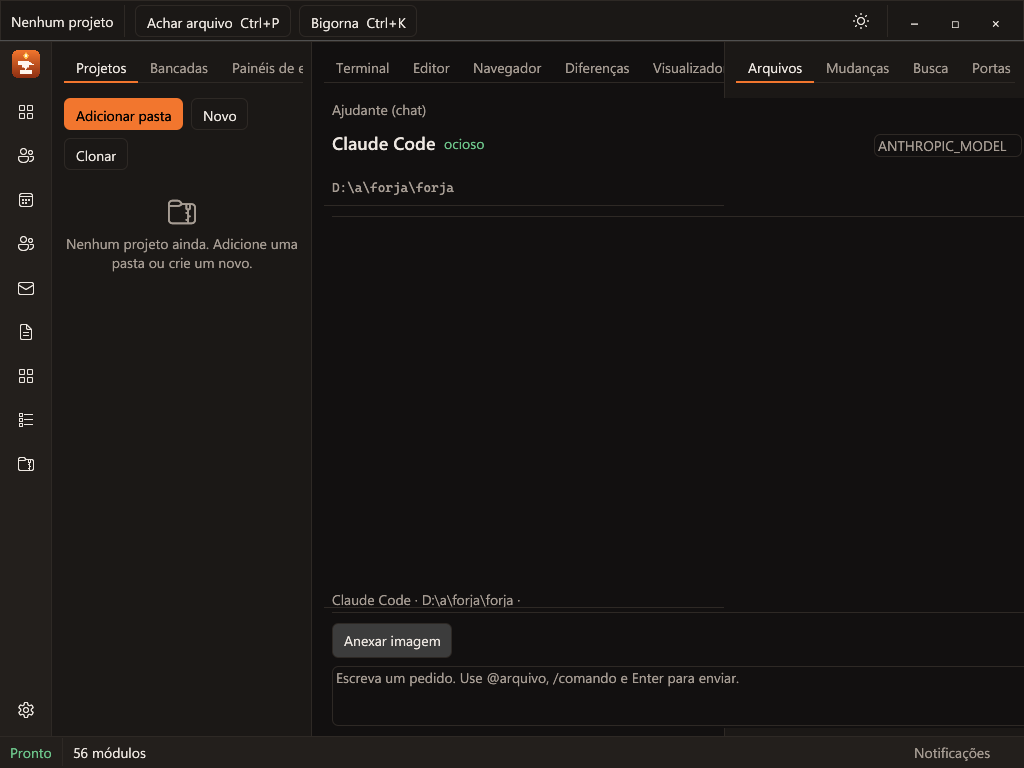 Nenhum projeto
Achar arquivo Ctrl+P
Bigorna Ctrl+K
Projetos
Bancadas
Painéis de e
Terminal
Editor
Navegador
Diferenças
Visualizado
Arquivos
Mudanças
Busca
Portas
Adicionar pasta
Novo
Clonar
Nenhum projeto ainda. Adicione uma
pasta ou crie um novo.
Ajudante (chat)
Claude Code ocioso
ANTHROPIC_MODEL
D:\a\forja\forja
Claude Code · D:\a\forja\forja ·
Anexar imagem
Escreva um pedido. Use @arquivo, /comando e Enter para enviar.
Pronto
56 módulos
Notificações